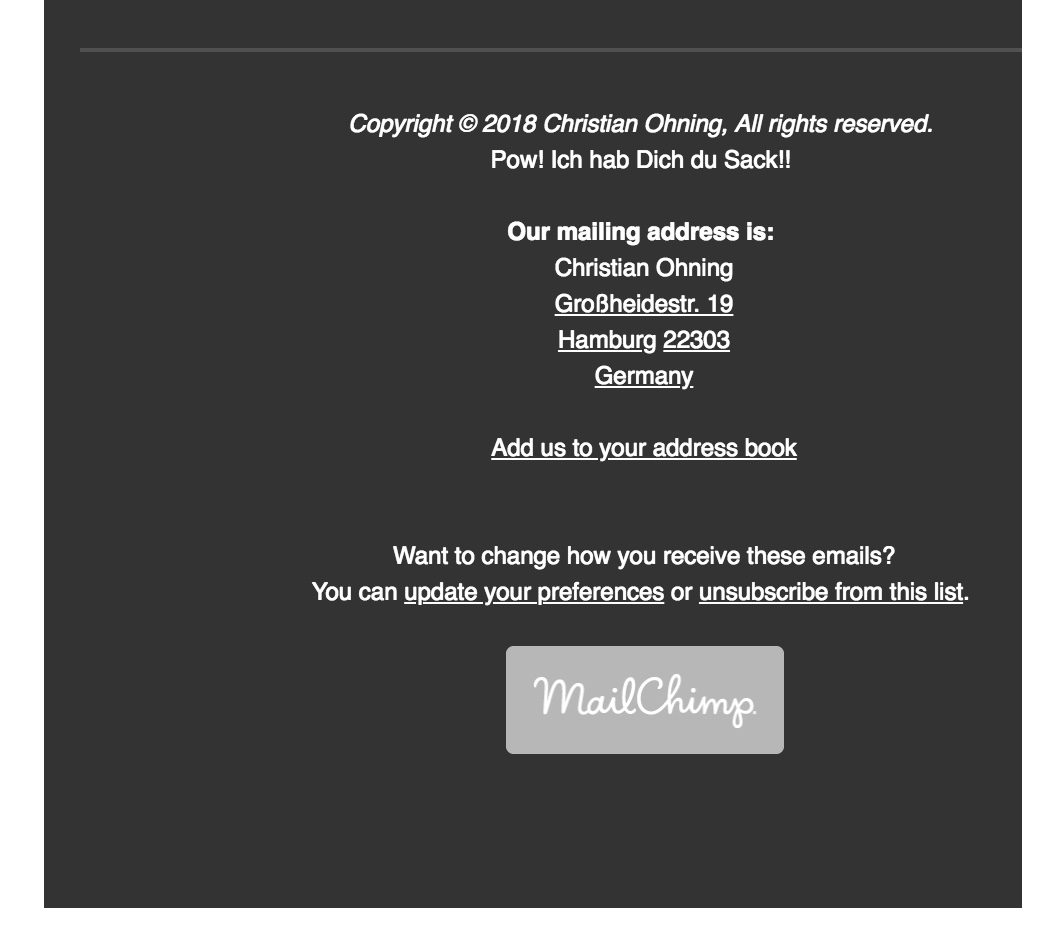 Copyright © 2018 Christian Ohning, All rights reserved.
Pow! Ich hab Dich du Sack!!
Our mailing address is:
Christian Ohning
Großheidestr. 19
Hamburg 22303
Germany
Add us to your address book
Want to change how you receive these emails?
You can update your preferences or unsubscribe from this list.
MailChimp.